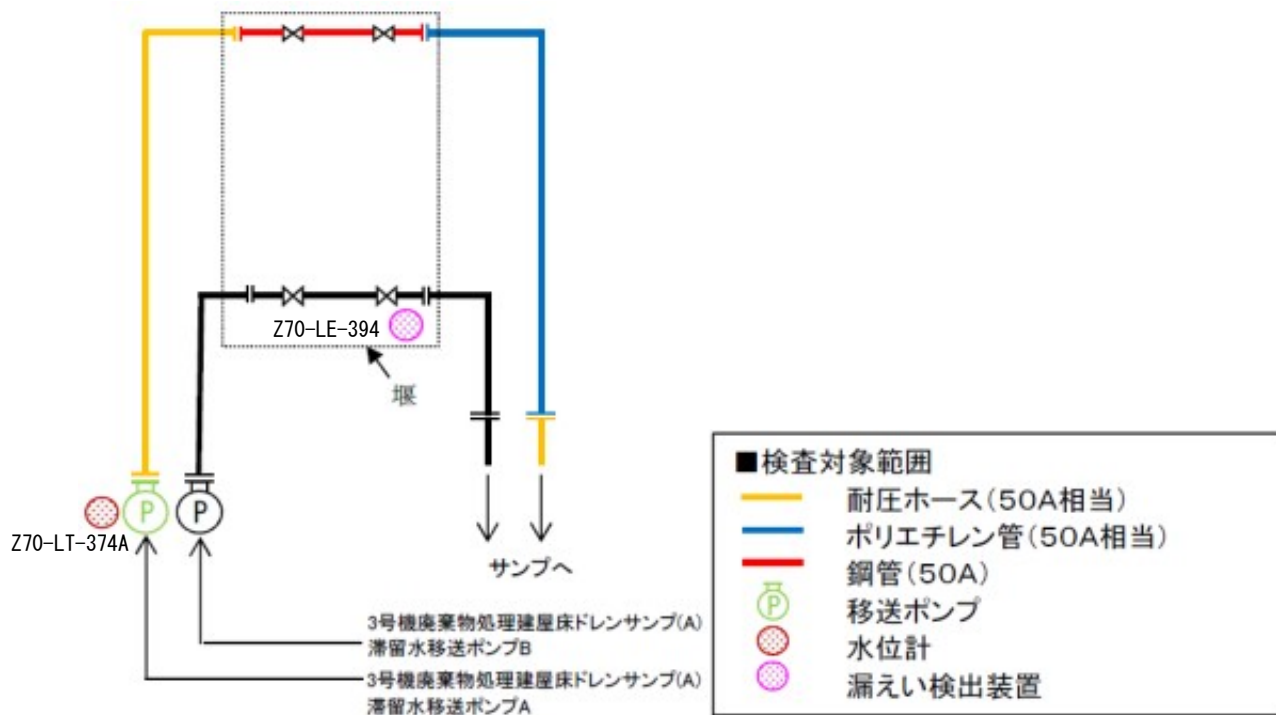 Z70-LE-394
堰
P
P
Z70-LT-374A
サンプへ
3号機廃棄物処理建屋床ドレンサンプ(A)
滞留水移送ポンプB
3号機廃棄物処理建屋床ドレンサンプ(A)
滞留水移送ポンプA
■検査対象範囲
耐圧ホース(50A相当)
ポリエチレン管(50A相当)
鋼管(50A)
P 移送ポンプ
水位計
漏えい検出装置